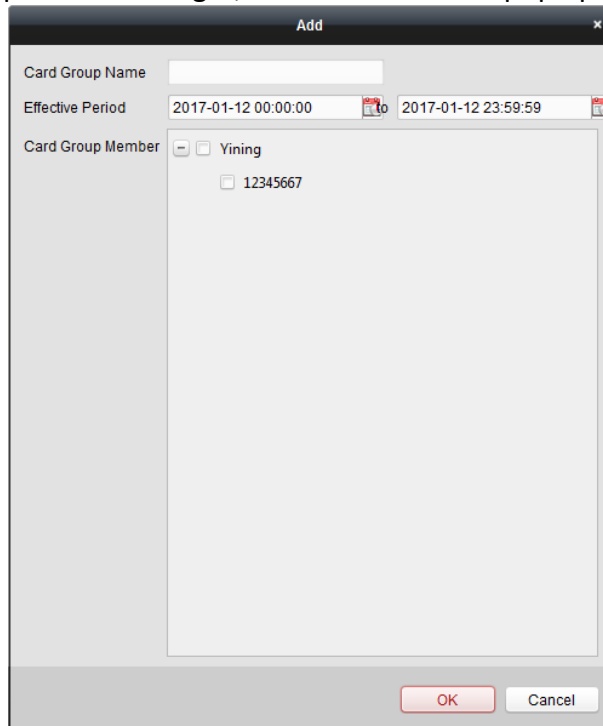 Add ×
Card Group Name
Effective Period 2017-01-12 00:00:00 to 2017-01-12 23:59:59
Card Group Member Yining
12345667
OK Cancel